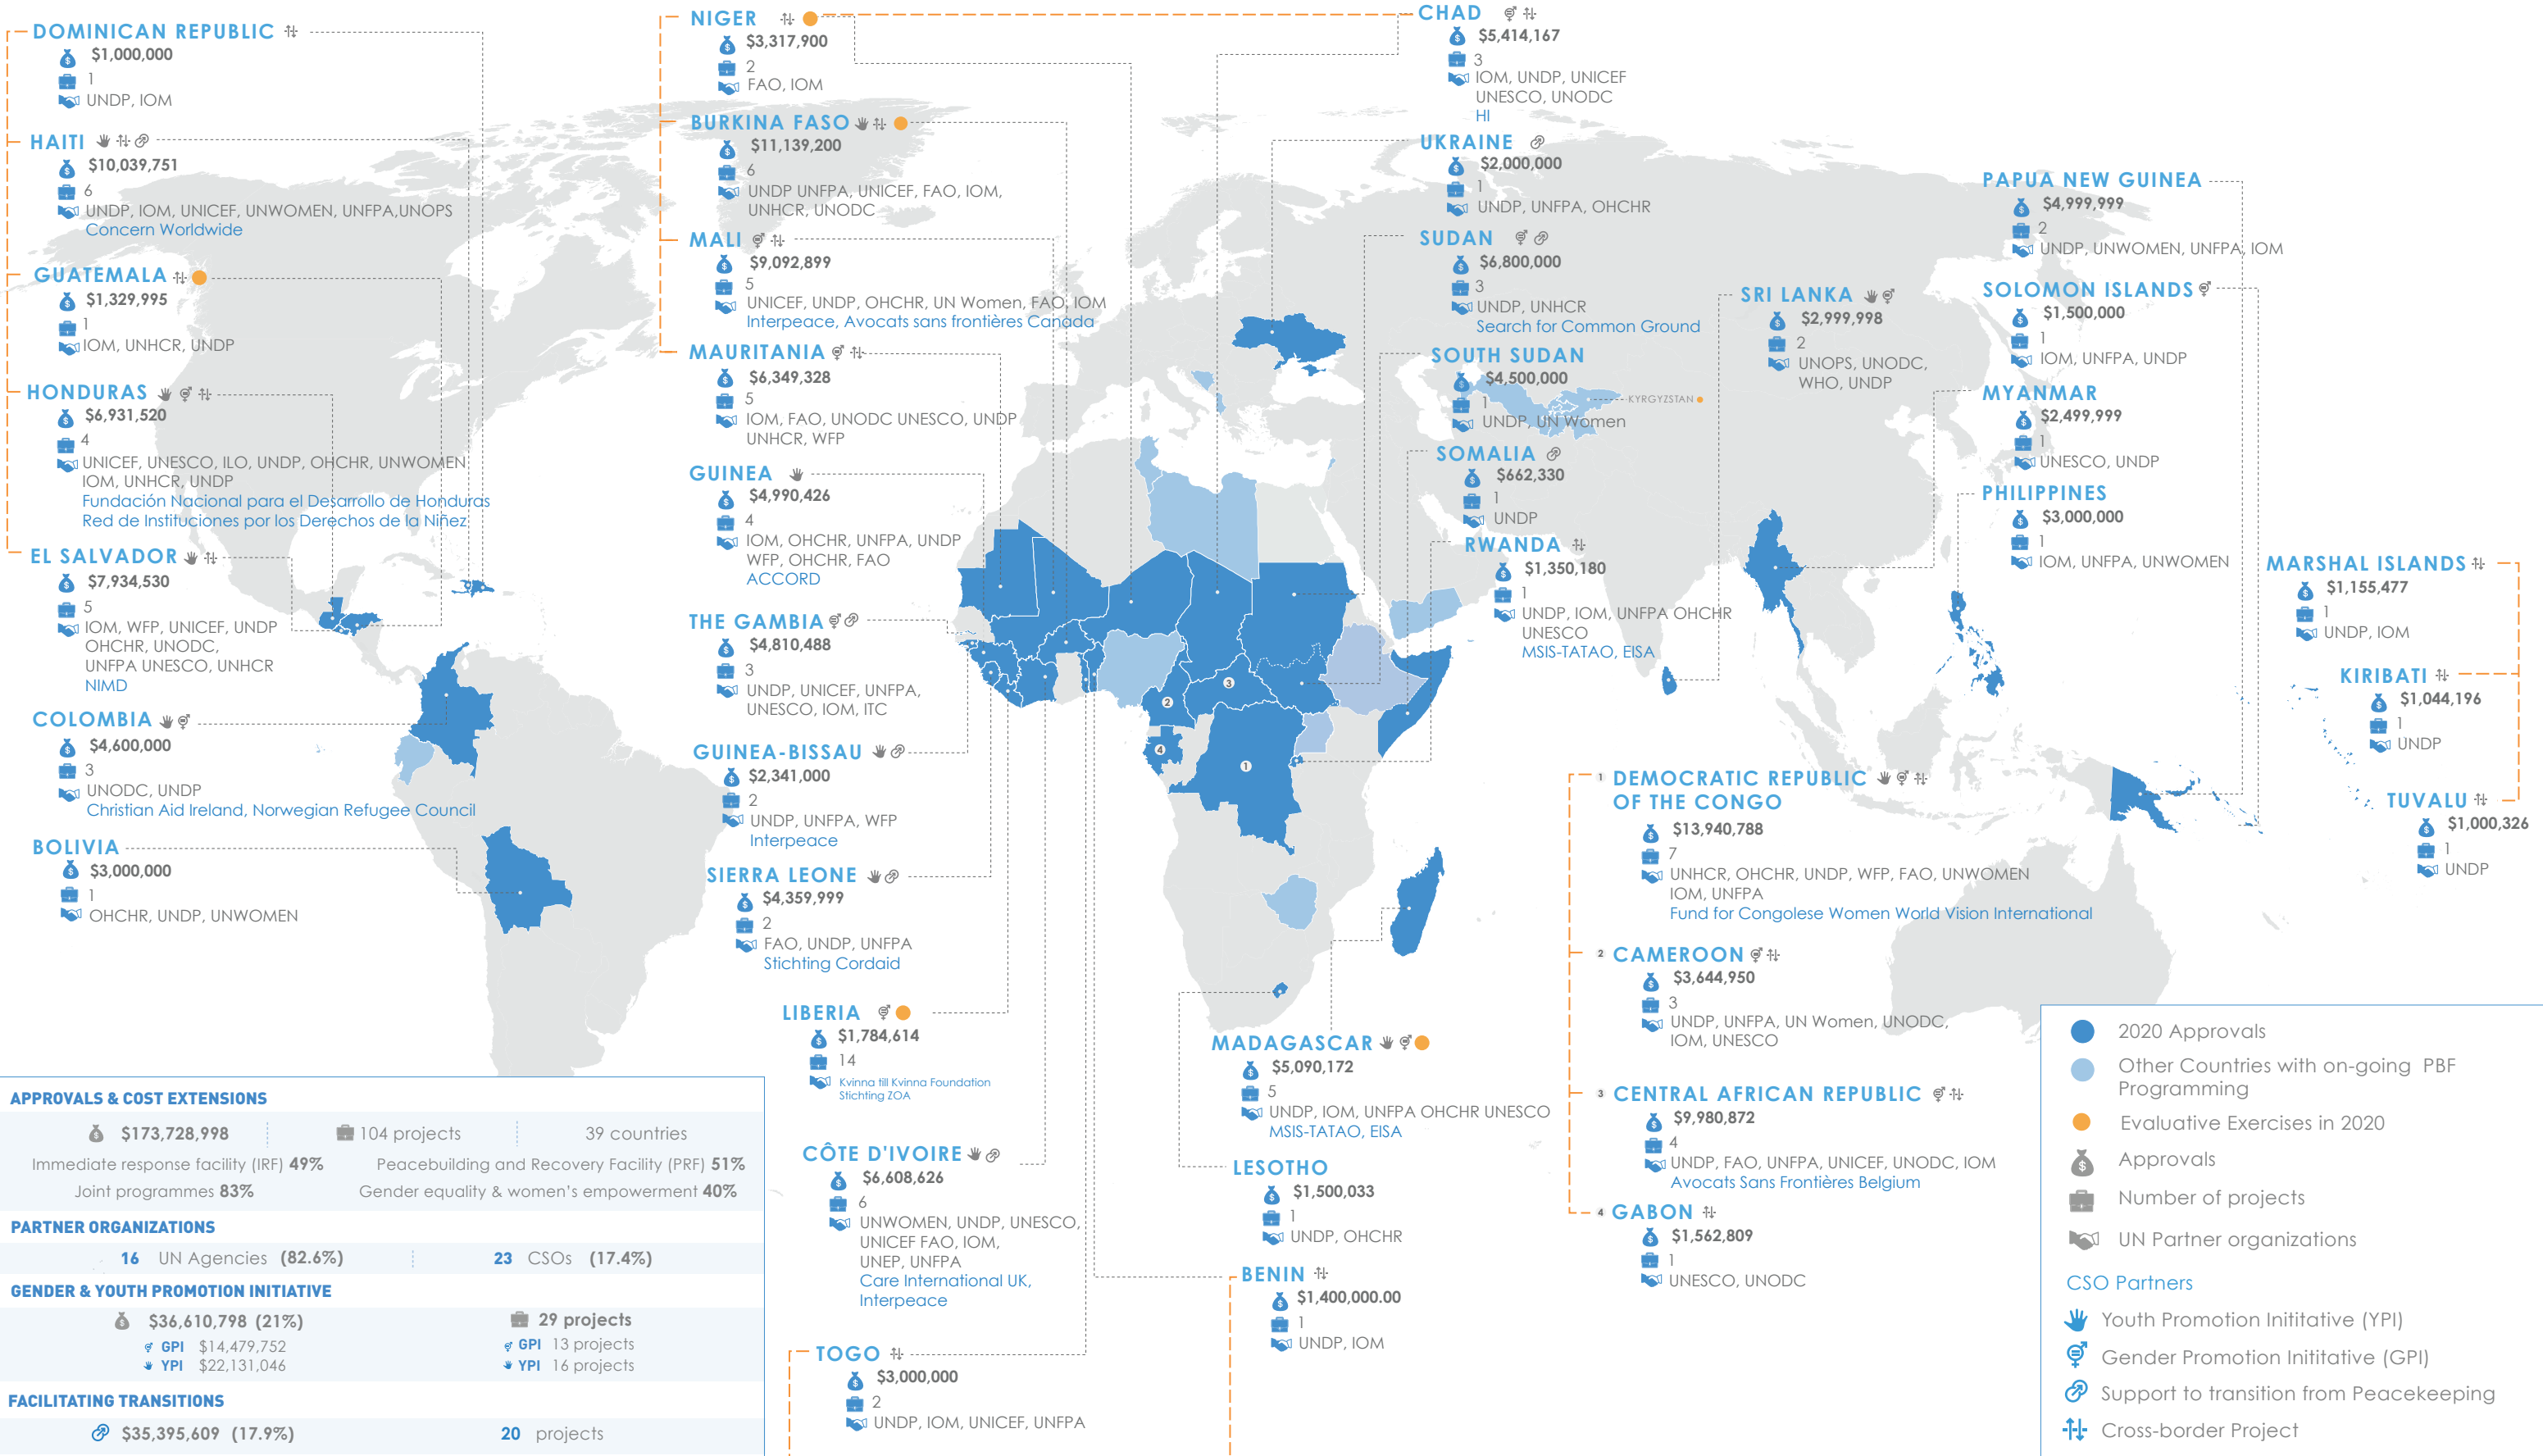 DOMINICAN REPUBLIC
$1,000,000
1
UNDP, IOM
HAITI
$10,039,751
6
UNDP, IOM, UNICEF, UNWOMEN, UNFPA,UNOPS
Concern Worldwide
GUATEMALA
$1,329,995
1
IOM, UNHCR, UNDP
HONDURAS
$6,931,520
4
UNICEF, UNESCO, ILO, UNDP, OHCHR, UNWOMEN
IOM, UNHCR, UNDP
Fundación Nacional para el Desarrollo de Honduras
Red de Instituciones por los Derechos de la Niñez
EL SALVADOR
$7,934,530
5
IOM, WFP, UNICEF, UNDP
OHCHR, UNODC,
UNFPA UNESCO, UNHCR
NIMD
COLOMBIA
$4,600,000
3
UNODC, UNDP
Christian Aid Ireland, Norwegian Refugee Council
BOLIVIA
$3,000,000
1
OHCHR, UNDP, UNWOMEN
NIGER
$3,317,900
2
FAO, IOM
BURKINA FASO
$11,139,200
6
UNDP UNFPA, UNICEF, FAO, IOM,
UNHCR, UNODC
MALI
$9,092,899
5
UNICEF, UNDP, OHCHR, UN Women, FAO, IOM
Interpeace, Avocats sans frontières Canada
MAURITANIA
$6,349,328
5
IOM, FAO, UNODC UNESCO, UNDP
UNHCR, WFP
GUINEA
$4,990,426
4
IOM, OHCHR, UNFPA, UNDP
WFP, OHCHR, FAO
ACCORD
THE GAMBIA
$4,810,488
3
UNDP, UNICEF, UNFPA,
UNESCO, IOM, ITC
GUINEA-BISSAU
$2,341,000
2
UNDP, UNFPA, WFP
Interpeace
SIERRA LEONE
$4,359,999
2
FAO, UNDP, UNFPA
Stichting Cordaid
LIBERIA
$1,784,614
14
Kvinna till Kvinna Foundation
Stichting ZOA
CÔTE D'IVOIRE
$6,608,626
6
UNWOMEN, UNDP, UNESCO,
UNICEF FAO, IOM,
UNEP, UNFPA
Care International UK,
Interpeace
TOGO
$3,000,000
2
UNDP, IOM, UNICEF, UNFPA
CHAD
$5,414,167
3
IOM, UNDP, UNICEF
UNESCO, UNODC
HI
UKRAINE
$2,000,000
1
UNDP, UNFPA, OHCHR
SUDAN
$6,800,000
3
UNDP, UNHCR
Search for Common Ground
SOUTH SUDAN
$4,500,000
1
UNDP, UN Women
KYRGYZSTAN
SOMALIA
$662,330
1
UNDP
RWANDA
$1,350,180
1
UNDP, IOM, UNFPA OHCHR
UNESCO
MSIS-TATAO, EISA
3
2
4
1
MADAGASCAR
$5,090,172
5
UNDP, IOM, UNFPA OHCHR UNESCO
MSIS-TATAO, EISA
LESOTHO
$1,500,033
1
UNDP, OHCHR
BENIN
$1,400,000.00
1
UNDP, IOM
SRI LANKA
$2,999,998
2
UNOPS, UNODC,
WHO, UNDP
PAPUA NEW GUINEA
$4,999,999
2
UNDP, UNWOMEN, UNFPA, IOM
SOLOMON ISLANDS
$1,500,000
1
IOM, UNFPA, UNDP
MYANMAR
$2,499,999
1
UNESCO, UNDP
PHILIPPINES
$3,000,000
1
IOM, UNFPA, UNWOMEN
MARSHAL ISLANDS
$1,155,477
1
UNDP, IOM
KIRIBATI
$1,044,196
1
UNDP
TUVALU
$1,000,326
1
UNDP
1 DEMOCRATIC REPUBLIC
OF THE CONGO
$13,940,788
7
UNHCR, OHCHR, UNDP, WFP, FAO, UNWOMEN
IOM, UNFPA
Fund for Congolese Women World Vision International
2 CAMEROON
$3,644,950
3
UNDP, UNFPA, UN Women, UNODC,
IOM, UNESCO
3 CENTRAL AFRICAN REPUBLIC
$9,980,872
4
UNDP, FAO, UNFPA, UNICEF, UNODC, IOM
Avocats Sans Frontières Belgium
4 GABON
$1,562,809
1
UNESCO, UNODC
APPROVALS & COST EXTENSIONS
$173,728,998 104 projects 39 countries
Immediate response facility (IRF) 49% Peacebuilding and Recovery Facility (PRF) 51%
Joint programmes 83% Gender equality & women's empowerment 40%
PARTNER ORGANIZATIONS
16 UN Agencies (82.6%) 23 CSOs (17.4%)
GENDER & YOUTH PROMOTION INITIATIVE
$36,610,798 (21%) 29 projects
GPI $14,479,752 GPI 13 projects
YPI $22,131,046 YPI 16 projects
FACILITATING TRANSITIONS
$35,395,609 (17.9%) 20 projects
2020 Approvals
Other Countries with on-going PBF
Programming
Evaluative Exercises in 2020
Approvals
Number of projects
UN Partner organizations
CSO Partners
Youth Promotion Inititative (YPI)
Gender Promotion Inititative (GPI)
Support to transition from Peacekeeping
Cross-border Project